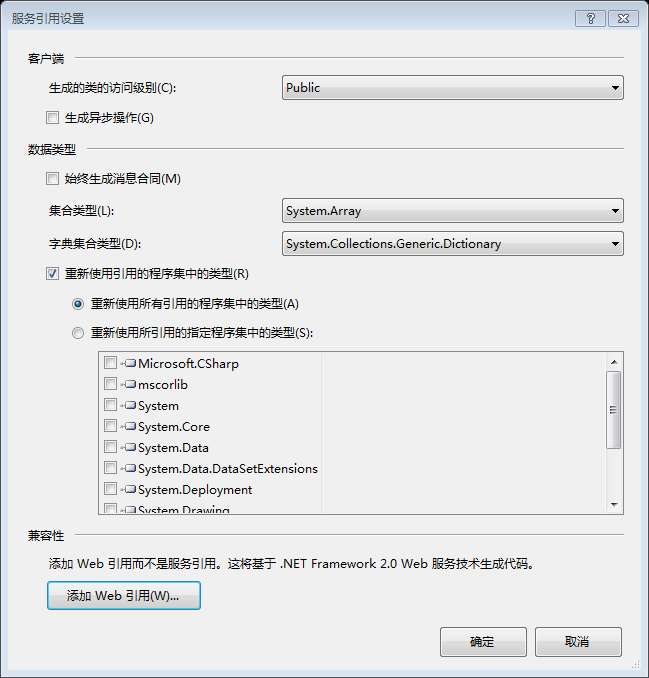 服务引用设置
客户端
生成的类的访问级别(C):
Public
生成异步操作(G)
数据类型
始终生成消息合同(M)
集合类型(L):
System.Array
字典集合类型(D):
System.Collections.Generic.Dictionary
重新使用引用的程序集中的类型(R)
重新使用所有引用的程序集中的类型(A)
重新使用所引用的指定程序集中的类型(S):
Microsoft.CSharp
mscorlib
System
System.Core
System.Data
System.Data.DataSetExtensions
System.Deployment
System.Drawing
兼容性
添加 Web 引用而不是服务引用。这将基于 .NET Framework 2.0 Web 服务技术生成代码。
添加 Web 引用(W)...
确定
取消